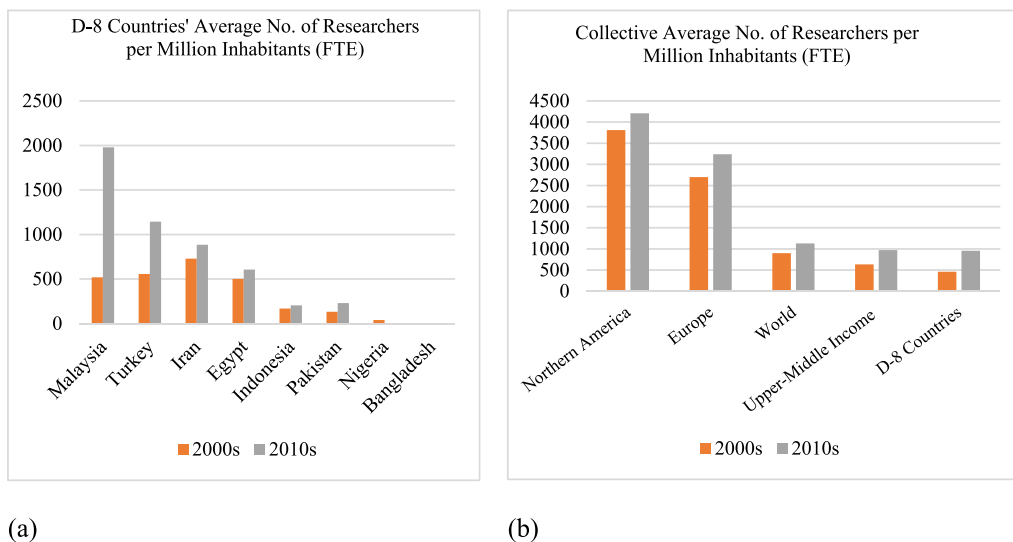 D-8 Countries' Average No. of Researchers
per Million Inhabitants (FTE)
2500
2000
1500
1000
500
0
Malaysia
Turkey
Iran
Egypt
Indonesia
Pakistan
Nigeria
Bangladesh
2000s 2010s
(a)
Collective Average No. of Researchers per
Million Inhabitants (FTE)
4500
4000
3500
3000
2500
2000
1500
1000
500
0
Northern America
Europe
World
Upper-Middle Income
D-8 Countries
2000s 2010s
(b)